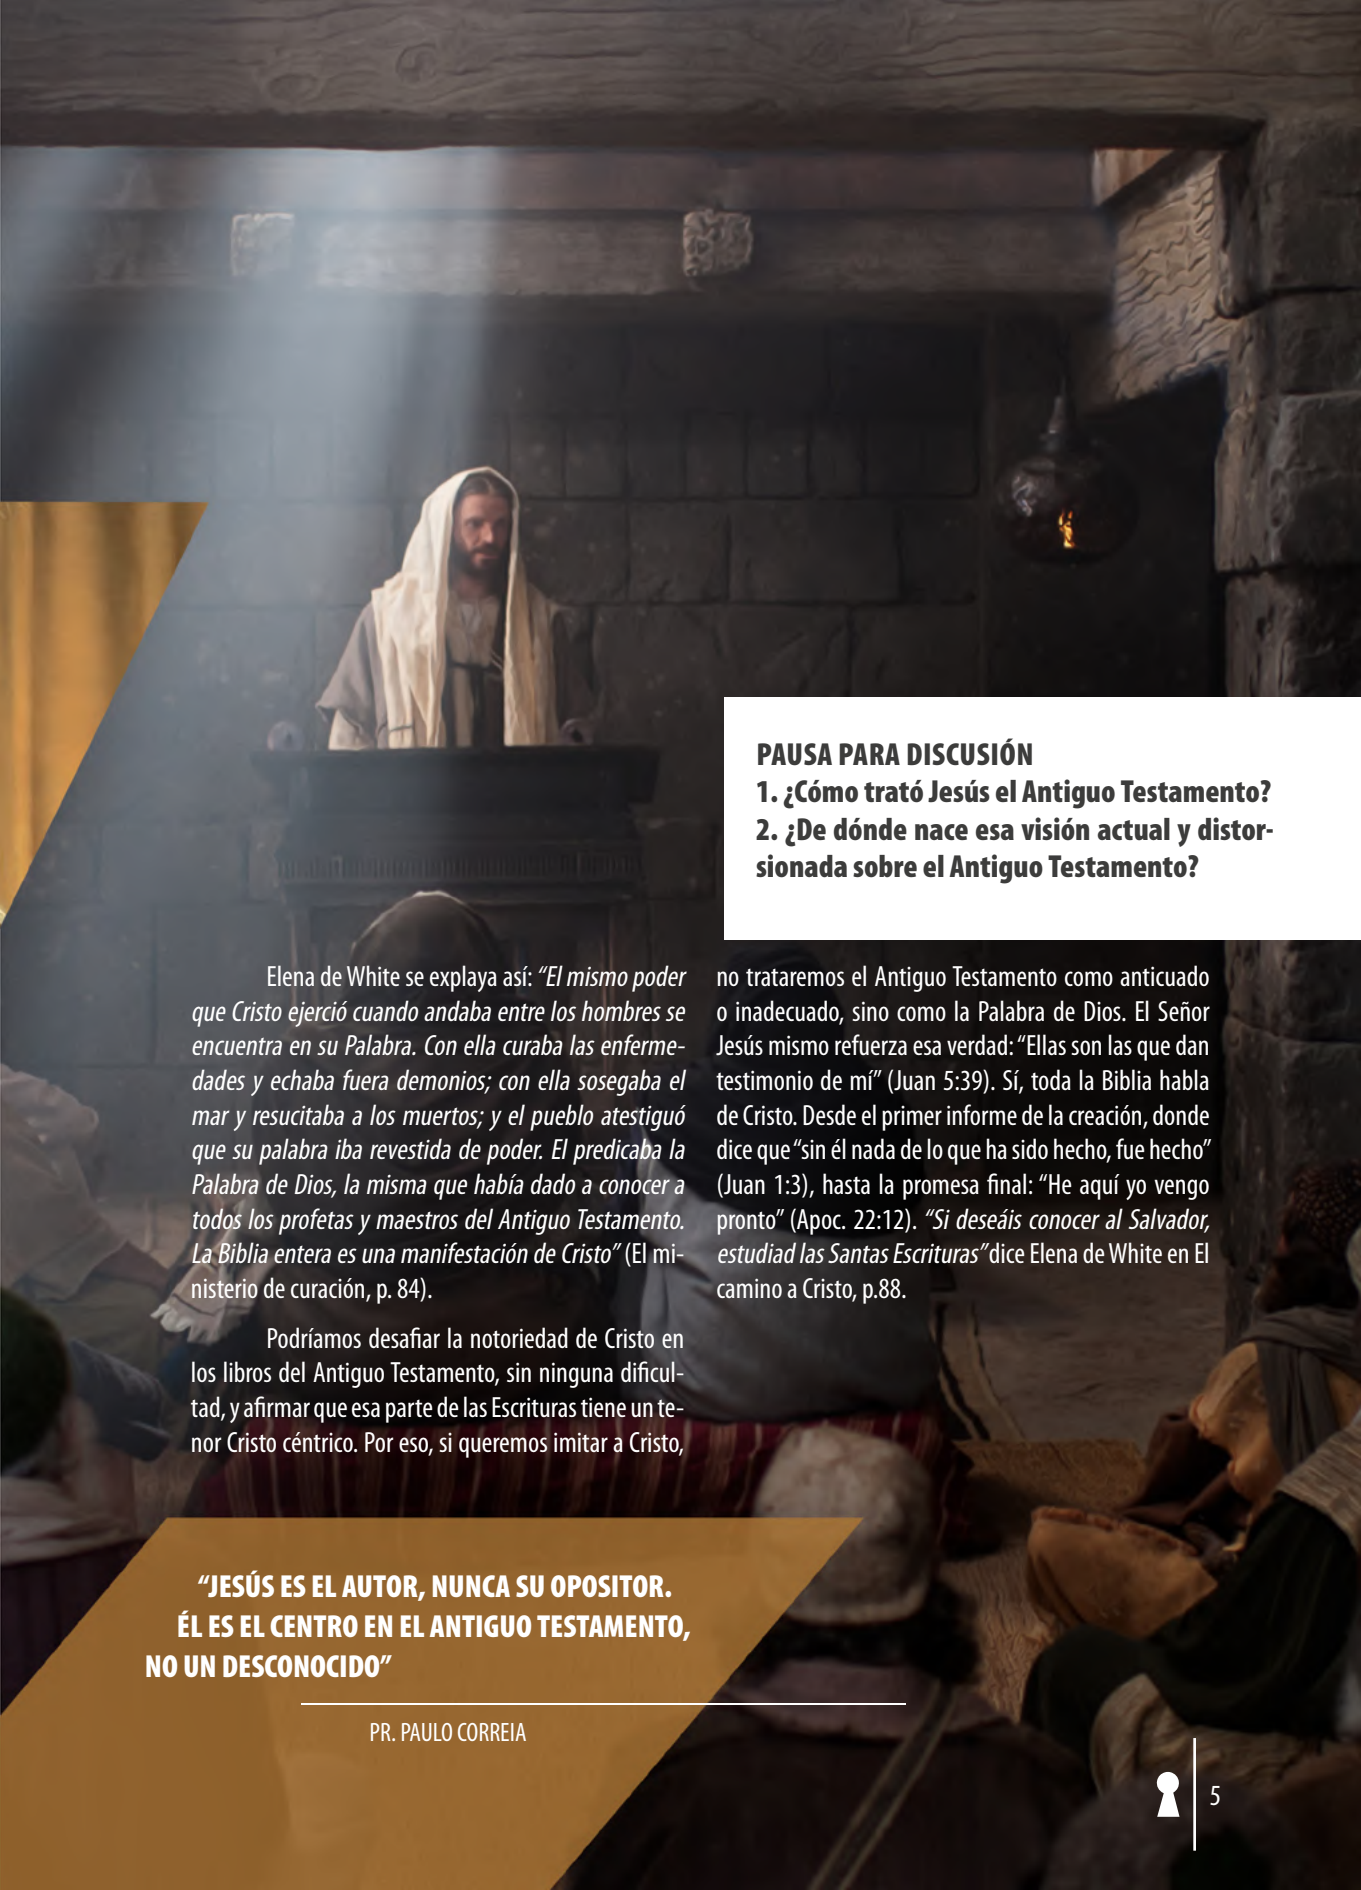 PAUSA PARA DISCUSIÓN
1. ¿Cómo trató Jesús el Antiguo Testamento?
2. ¿De dónde nace esa visión actual y distor-
sionada sobre el Antiguo Testamento?
Elena de White se explaya así: “El mismo poder
que Cristo ejerció cuando andaba entre los hombres se
encuentra en su Palabra. Con ella curaba las enferme-
dades y echaba fuera demonios; con ella sosegaba el
mar y resucitaba a los muertos; y el pueblo atestiguó
que su palabra iba revestida de poder. El predicaba la
Palabra de Dios, la misma que había dado a conocer a
todos los profetas y maestros del Antiguo Testamento.
La Biblia entera es una manifestación de Cristo” (El mi-
nisterio de curación, p. 84).
Podríamos desafiar la notoriedad de Cristo en
los libros del Antiguo Testamento, sin ninguna dificul-
tad, y afirmar que esa parte de las Escrituras tiene un te-
nor Cristo céntrico. Por eso, si queremos imitar a Cristo,
no trataremos el Antiguo Testamento como anticuado
o inadecuado, sino como la Palabra de Dios. El Señor
Jesús mismo refuerza esa verdad: “Ellas son las que dan
testimonio de mí” (Juan 5:39). Sí, toda la Biblia habla
de Cristo. Desde el primer informe de la creación, donde
dice que “sin él nada de lo que ha sido hecho, fue hecho”
(Juan 1:3), hasta la promesa final: “He aquí yo vengo
pronto” (Apoc. 22:12). “Si deseáis conocer al Salvador,
estudiad las Santas Escrituras” dice Elena de White en El
camino a Cristo, p.88.
“JESÚS ES EL AUTOR, NUNCA SU OPOSITOR.
ÉL ES EL CENTRO EN EL ANTIGUO TESTAMENTO,
NO UN DESCONOCIDO”
PR. PAULO CORREIA
5